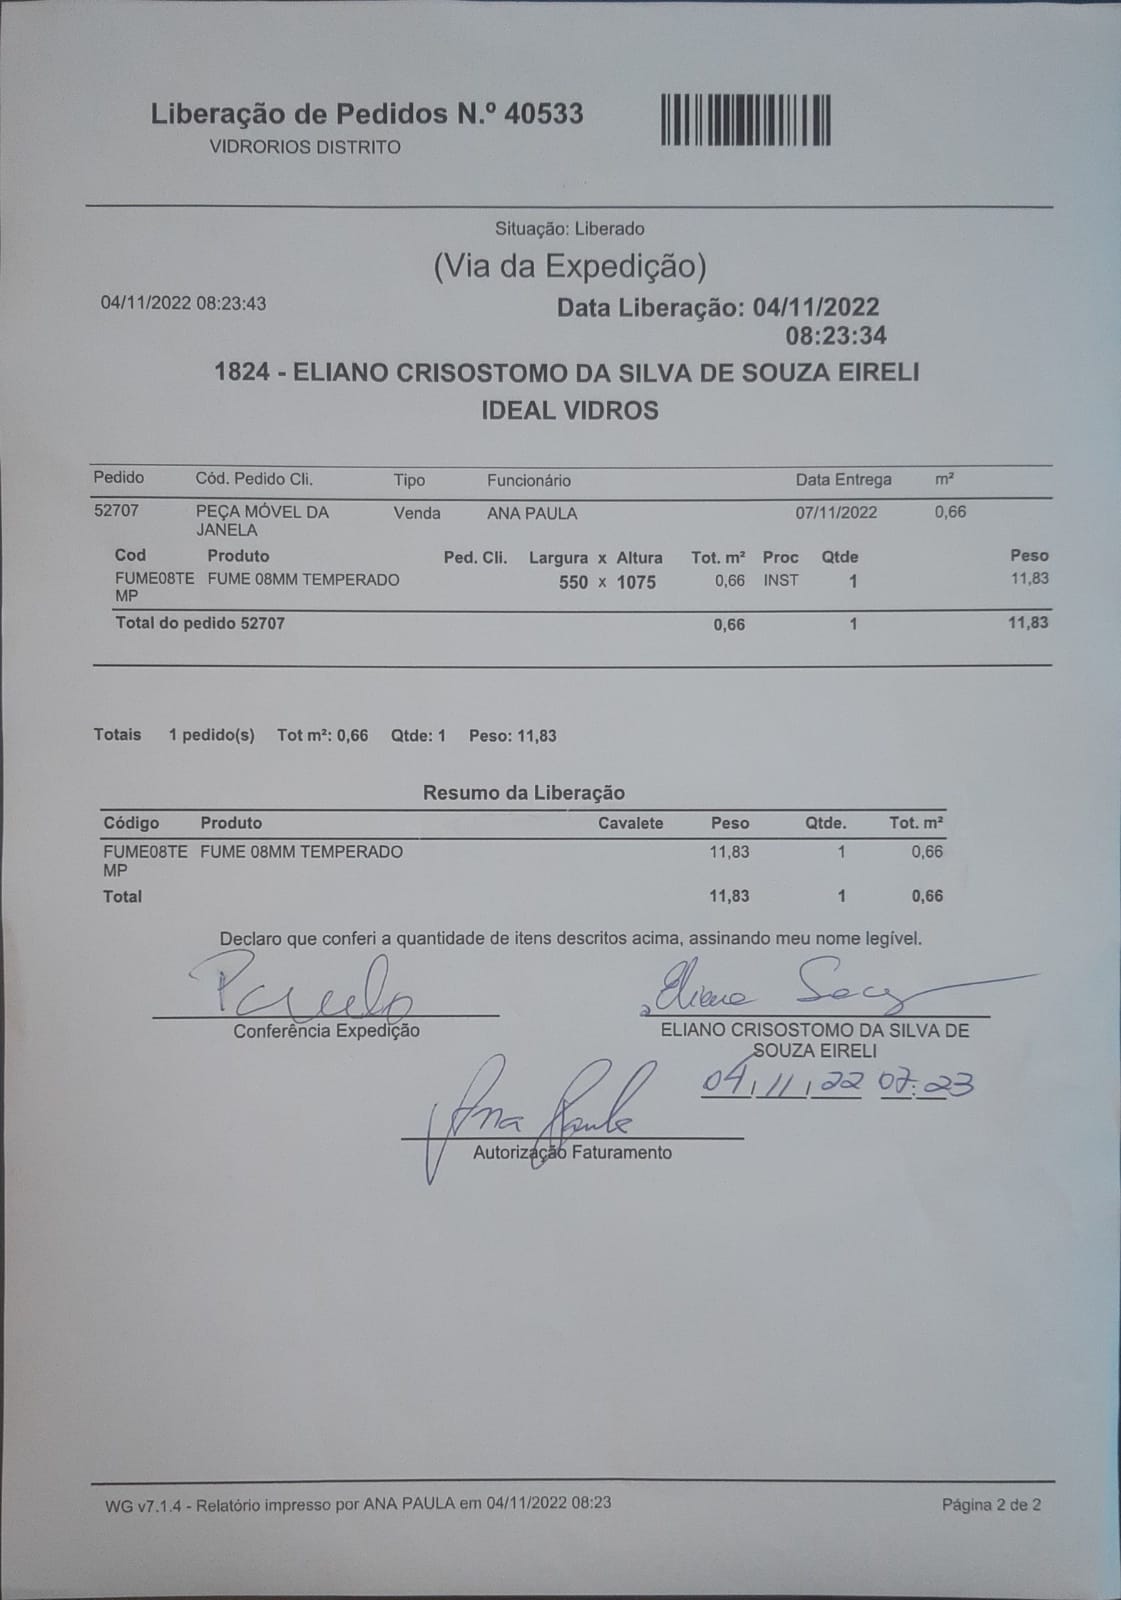 Liberação de Pedidos N.º 40533
VIDRORIOS DISTRITO
Situação: Liberado
(Via da Expedição)
04/11/2022 08:23:43
Data Liberação: 04/11/2022
08:23:34
1824 - ELIANO CRISOSTOMO DA SILVA DE SOUZA EIRELI
IDEAL VIDROS
Pedido Cód. Pedido Cli. Tipo Funcionário Data Entrega m²
52707 PEÇA MÓVEL DA Venda ANA PAULA 07/11/2022 0,66
JANELA
Cod Produto Ped. Cli. Largura x Altura Tot. m² Proc Qtde Peso
FUME08TE FUME 08MM TEMPERADO 550 x 1075 0,66 INST 1 11,83
MP
Total do pedido 52707 0,66 1 11,83
Totais 1 pedido(s) Tot m²: 0,66 Qtde: 1 Peso: 11,83
Resumo da Liberação
Código Produto Cavalete Peso Qtde. Tot. m²
FUME08TE FUME 08MM TEMPERADO 11,83 1 0,66
MP
Total 11,83 1 0,66
Declaro que conferi a quantidade de itens descritos acima, assinando meu nome legível.
Paulo
Conferência Expedição
ELIANO CRISOSTOMO DA SILVA DE
SOUZA EIRELI
04/11/22 07:23
Ana Paula
Autorização Faturamento
WG v7.1.4 - Relatório impresso por ANA PAULA em 04/11/2022 08:23 Página 2 de 2